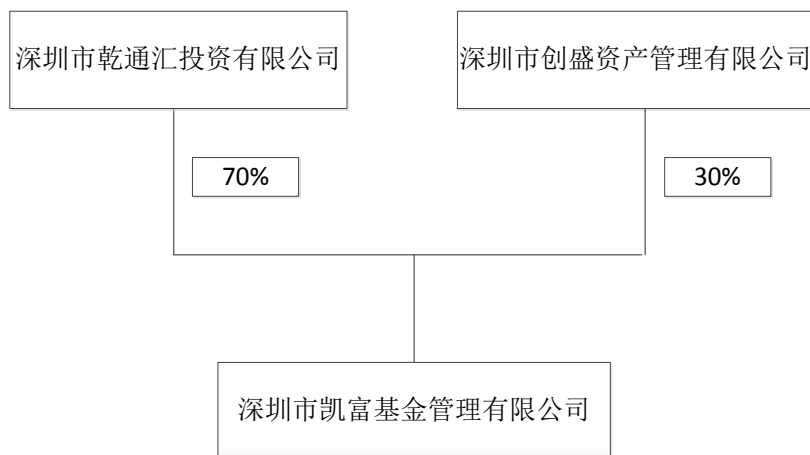 深圳市乾通汇投资有限公司
深圳市创盛资产管理有限公司
70%
30%
深圳市凯富基金管理有限公司